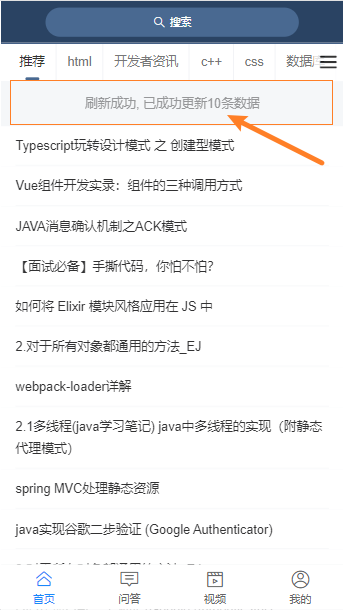 搜索
推荐 html 开发者资讯 c++ css 数据
刷新成功, 已成功更新10条数据
Typescript玩转设计模式 之 创建型模式
Vue组件开发实录：组件的三种调用方式
JAVA消息确认机制之ACK模式
【面试必备】手撕代码，你怕不怕?
如何将 Elixir 模块风格应用在 JS 中
2.对于所有对象都通用的方法_EJ
webpack-loader详解
2.1多线程(java学习笔记) java中多线程的实现（附静态
代理模式）
spring MVC处理静态资源
java实现谷歌二步验证 (Google Authenticator)
首页 问答 视频 我的